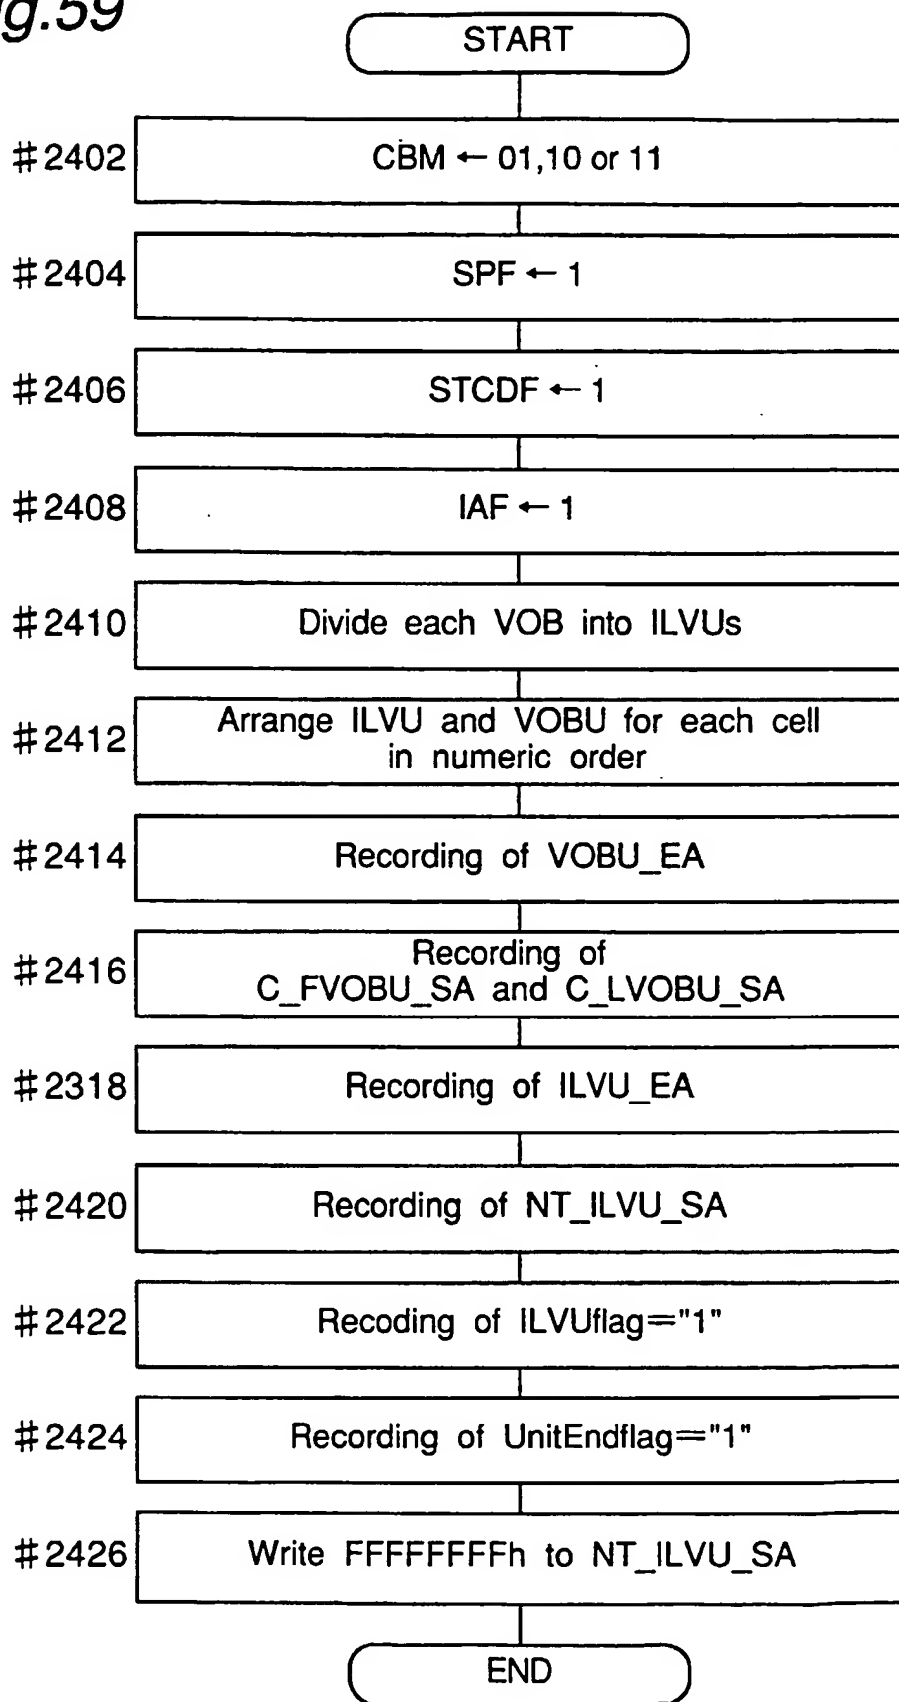 g.59
START
#2402 CBM ← 01,10 or 11
#2404 SPF ← 1
#2406 STCDF ← 1
#2408 IAF ← 1
#2410 Divide each VOB into ILVUs
#2412 Arrange ILVU and VOBU for each cell
in numeric order
#2414 Recording of VOBU_EA
#2416 Recording of
C_FVOBU_SA and C_LVOBU_SA
#2318 Recording of ILVU_EA
#2420 Recording of NT_ILVU_SA
#2422 Recoding of ILVUflag="1"
#2424 Recording of UnitEndflag="1"
#2426 Write FFFFFFFFh to NT_ILVU_SA
END